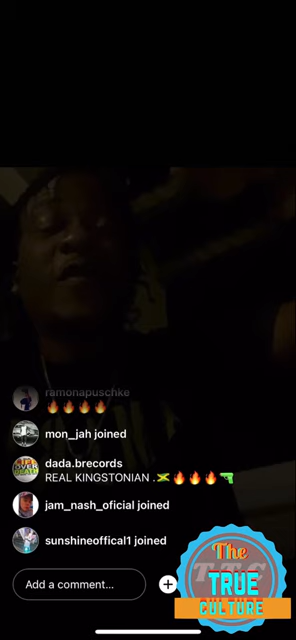 ramonapuschke
🔥🔥🔥🔥
mon_jah joined
dada.brecords
REAL KINGSTONIAN .🇯🇲🔥🔥🔥🔫
jam_nash_oficial joined
sunshineoffical1 joined
Add a comment...
The
TRUE
CULTURE